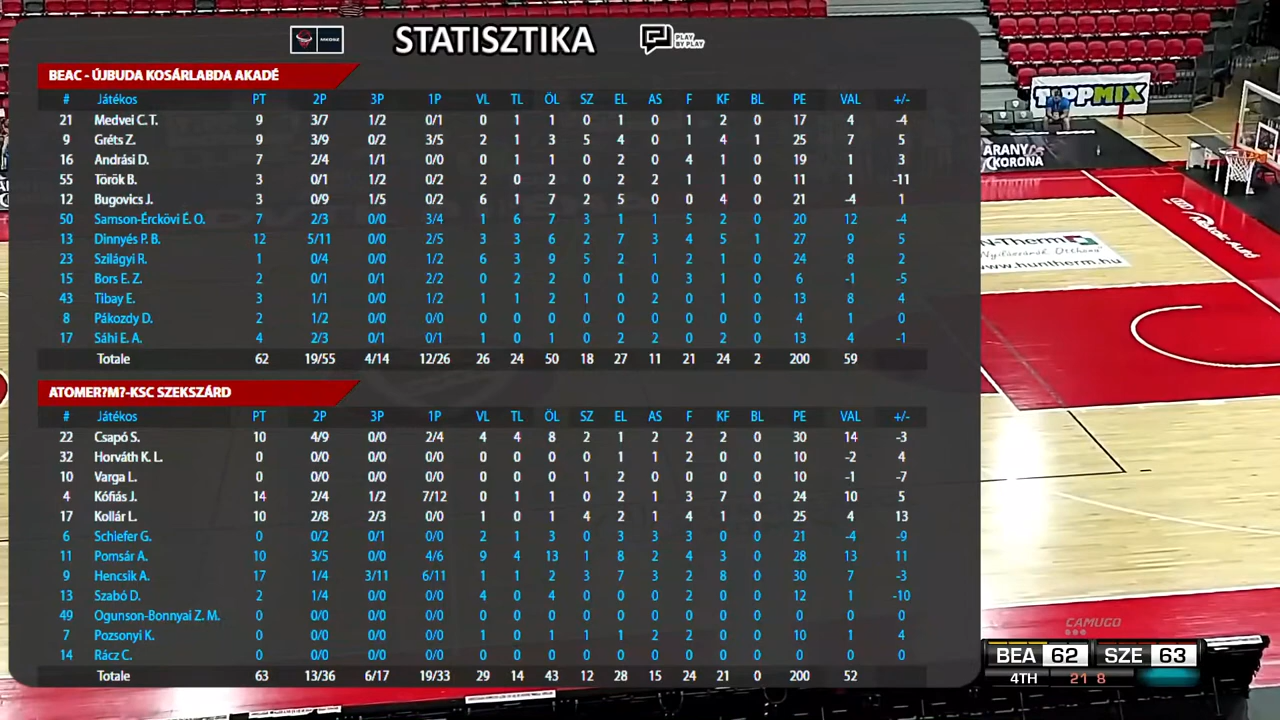 MKOSZ STATISZTIKA PLAY BY PLAY
BEAC - ÚJBUDA KOSÁRLABDA AKADÉ
# Játékos PT 2P 3P 1P VL TL ÖL SZ EL AS F KF BL PE VAL +/-
21 Medvei C. T. 9 3/7 1/2 0/1 0 1 1 0 1 0 1 2 0 17 4 -4
9 Gréts Z. 9 3/9 0/2 3/5 2 1 3 5 4 0 1 4 1 25 7 5
16 Andrási D. 7 2/4 1/1 0/0 0 1 1 0 2 0 4 1 0 19 1 3
55 Török B. 3 0/1 1/2 0/2 2 0 2 0 2 2 1 1 0 11 1 -11
12 Bugovics J. 3 0/9 1/5 0/2 6 1 7 2 5 0 0 4 0 21 -4 1
50 Samson-Érckövi É. O. 7 2/3 0/0 3/4 1 6 7 3 1 1 5 2 0 20 12 -4
13 Dinnyés P. B. 12 5/11 0/0 2/5 3 3 6 2 7 3 4 5 1 27 9 5
23 Szilágyi R. 1 0/4 0/0 1/2 6 3 9 5 2 1 2 1 0 24 8 2
15 Bors E. Z. 2 0/1 0/1 2/2 0 2 2 0 1 0 3 1 0 6 -1 -5
43 Tibay E. 3 1/1 0/0 1/2 1 1 2 1 0 2 0 1 0 13 8 4
8 Pákozdy D. 2 1/2 0/0 0/0 0 0 0 0 0 0 0 0 0 4 1 0
17 Sáhi E. A. 4 2/3 0/1 0/1 1 0 1 0 2 2 0 2 0 13 4 -1
Totale 62 19/55 4/14 12/26 26 24 50 18 27 11 21 24 2 200 59
ATOMER?M?-KSC SZEKSZÁRD
# Játékos PT 2P 3P 1P VL TL ÖL SZ EL AS F KF BL PE VAL +/-
22 Csapó S. 10 4/9 0/0 2/4 4 4 8 2 1 2 2 2 0 30 14 -3
32 Horváth K. L. 0 0/0 0/0 0/0 0 0 0 0 1 1 2 0 0 10 -2 4
10 Varga L. 0 0/0 0/0 0/0 0 0 0 1 2 0 0 0 0 10 -1 -7
4 Kófiás J. 14 2/4 1/2 7/12 0 1 1 0 2 1 3 7 0 24 10 5
17 Kollár L. 10 2/8 2/3 0/0 1 0 1 4 2 1 4 1 0 25 4 13
6 Schiefer G. 0 0/2 0/1 0/0 2 1 3 0 3 3 3 0 0 21 -4 -9
11 Pomsár A. 10 3/5 0/0 4/6 9 4 13 1 8 2 4 3 0 28 13 11
9 Hencsik A. 17 1/4 3/11 6/11 1 1 2 3 7 3 2 8 0 30 7 -3
13 Szabó D. 2 1/4 0/0 0/0 4 0 4 0 0 0 2 0 0 12 1 -10
49 Ogunson-Bonnyai Z. M. 0 0/0 0/0 0/0 0 0 0 0 0 0 0 0 0 0 0 0
7 Pozsonyi K. 0 0/0 0/0 0/0 1 0 1 1 1 2 2 0 0 10 1 4
14 Rácz C. 0 0/0 0/0 0/0 0 0 0 0 0 0 0 0 0 0 0 0
Totale 63 13/36 6/17 19/33 29 14 43 12 28 15 24 21 0 200 52
TIPPMIX
ARANY
KORONA
N-Therm
"Nyílászárók Otthona"
www.huntherm.hu
CAMUGO
BEA 62 SZE 63
4TH 21 8